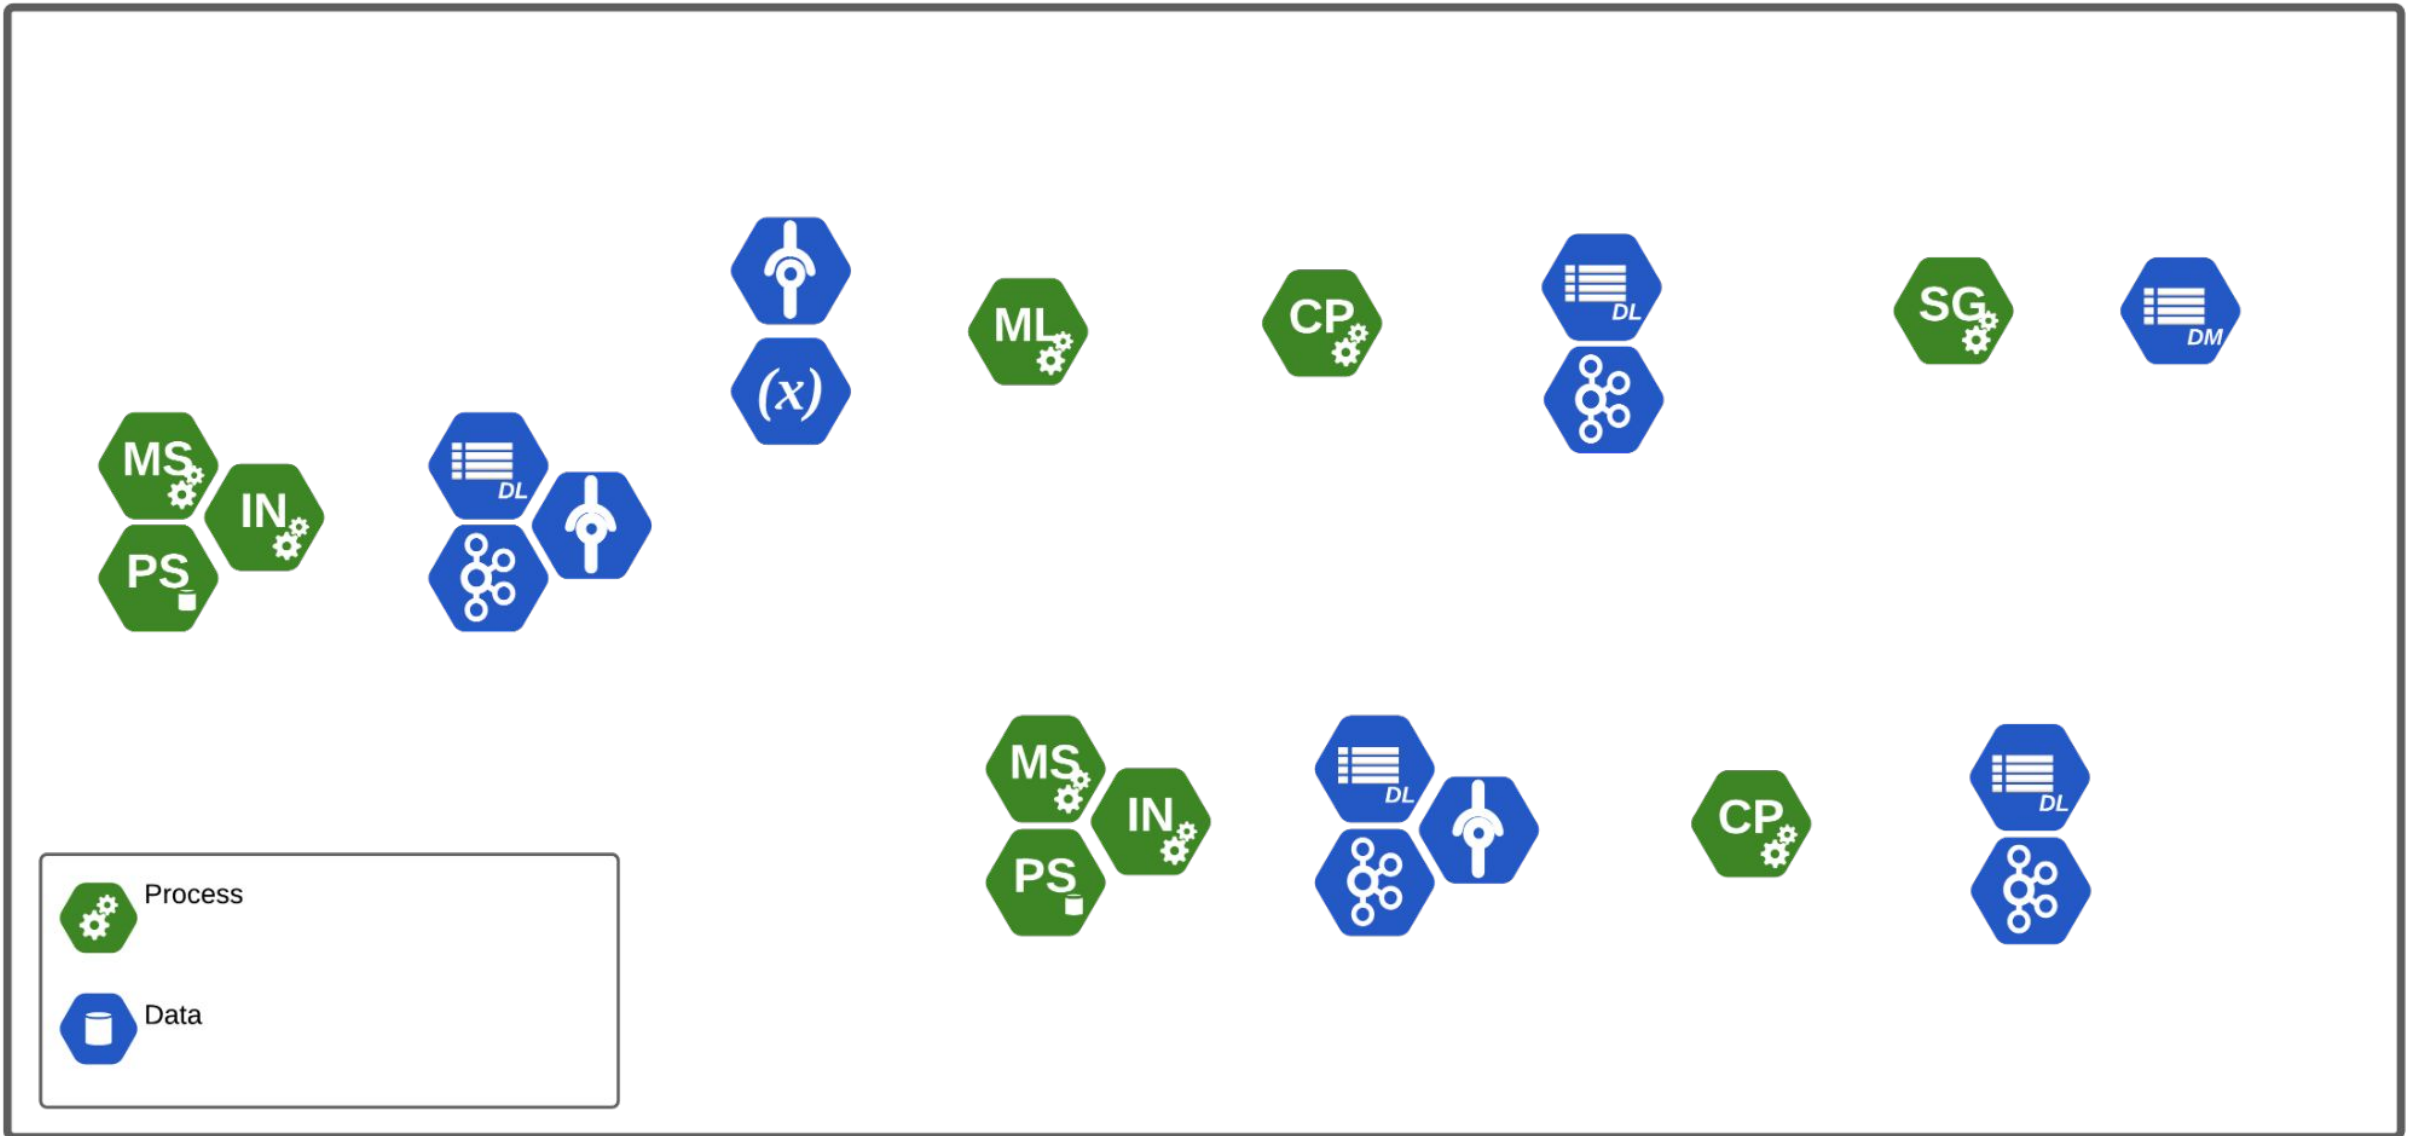 DL
ML
CP
(x)
SG
DM
MS
IN
PS
DL
MS
IN
PS
DL
CP
DL
Process
Data